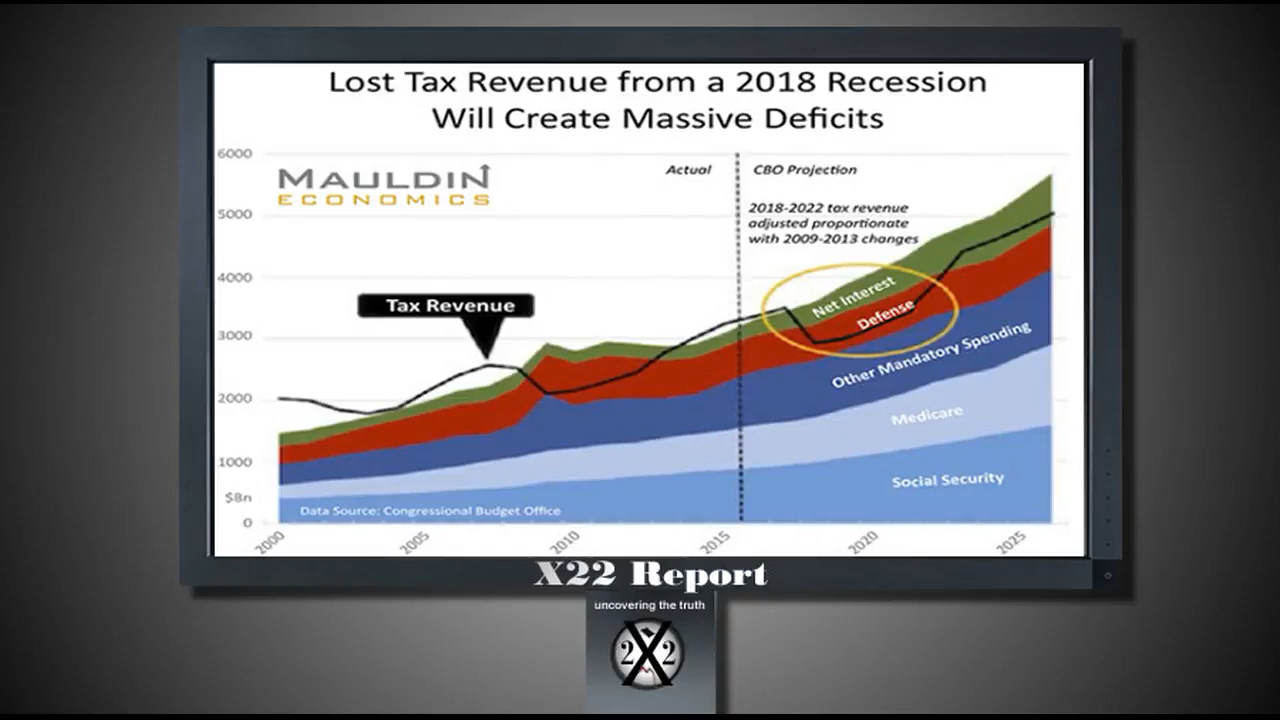 Lost Tax Revenue from a 2018 Recession
Will Create Massive Deficits
6000
5000
4000
3000
2000
1000
$Bn
0
MAULDIN
ECONOMICS
Actual
CBO Projection
2018-2022 tax revenue
adjusted proportionate
with 2009-2013 changes
Tax Revenue
Net Interest
Defense
Other Mandatory Spending
Medicare
Social Security
Data Source: Congressional Budget Office
2000
2005
2010
2015
2020
2025
X22 Report
uncovering the truth
2X2